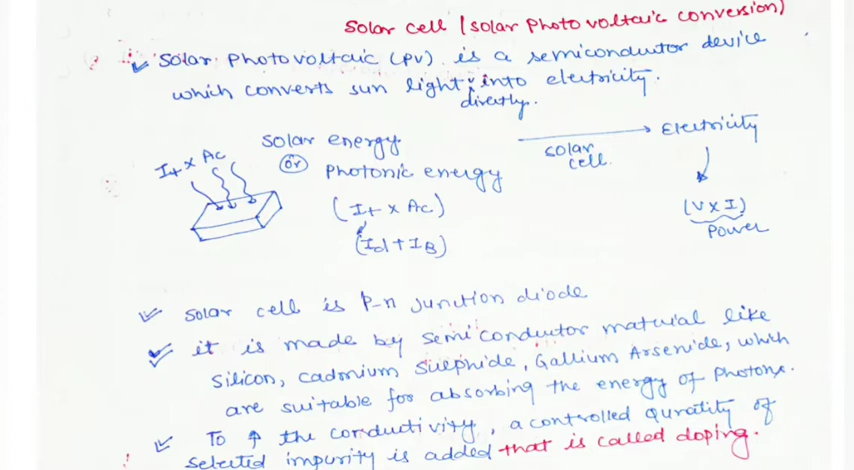 Solar cell (Solar Photovoltaic conversion)
Solar Photovoltaic (PV) is a semiconductor device
which converts sun light into electricity.
directly.
It x Ac
Solar energy
or
Photonic energy
(It x Ac)
(Id + IB)
solar
cell.
Electricity
(V x I)
Power
Solar cell is P-n junction diode
it is made by semiconductor material like
silicon, cadmium sulphide, Gallium Arsenide, which
are suitable for absorbing the energy of Photons.
To ↑ the conductivity, a controlled quantity of
selected impurity is added that is called doping.